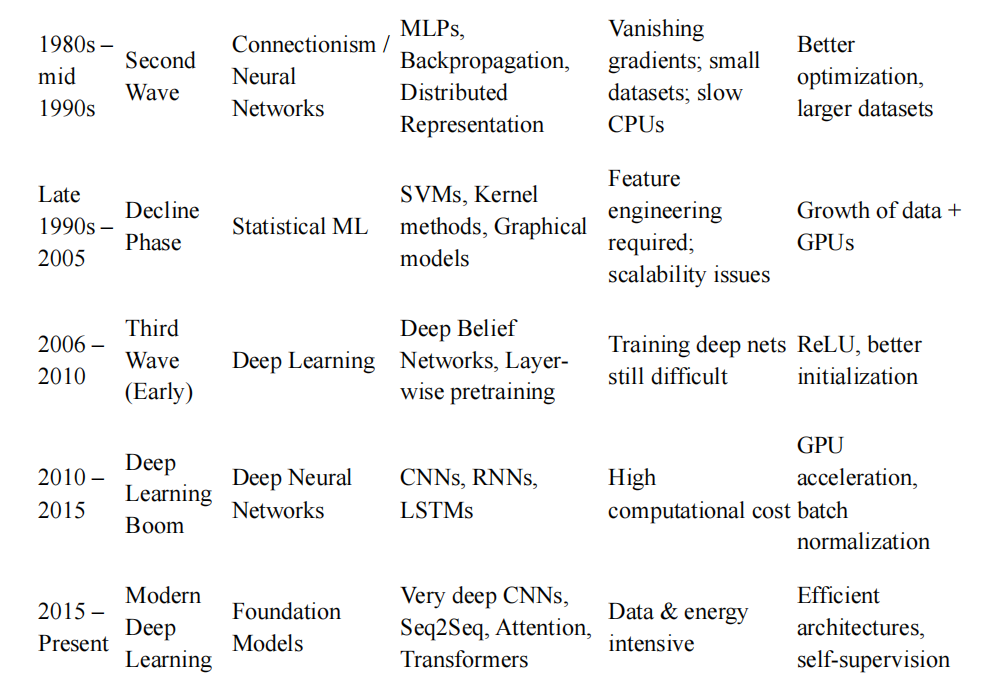 1980s –
mid
1990s
Second
Wave
Connectionism /
Neural
Networks
MLPs,
Backpropagation,
Distributed
Representation
Vanishing
gradients; small
datasets; slow
CPUs
Better
optimization,
larger datasets
Late
1990s –
2005
Decline
Phase
Statistical ML
SVMs, Kernel
methods, Graphical
models
Feature
engineering
required;
scalability issues
Growth of data +
GPUs
2006 –
2010
Third
Wave
(Early)
Deep Learning
Deep Belief
Networks, Layer-
wise pretraining
Training deep nets
still difficult
ReLU, better
initialization
2010 –
2015
Deep
Learning
Boom
Deep Neural
Networks
CNNs, RNNs,
LSTMs
High
computational cost
GPU
acceleration,
batch
normalization
2015 –
Present
Modern
Deep
Learning
Foundation
Models
Very deep CNNs,
Seq2Seq, Attention,
Transformers
Data & energy
intensive
Efficient
architectures,
self-supervision